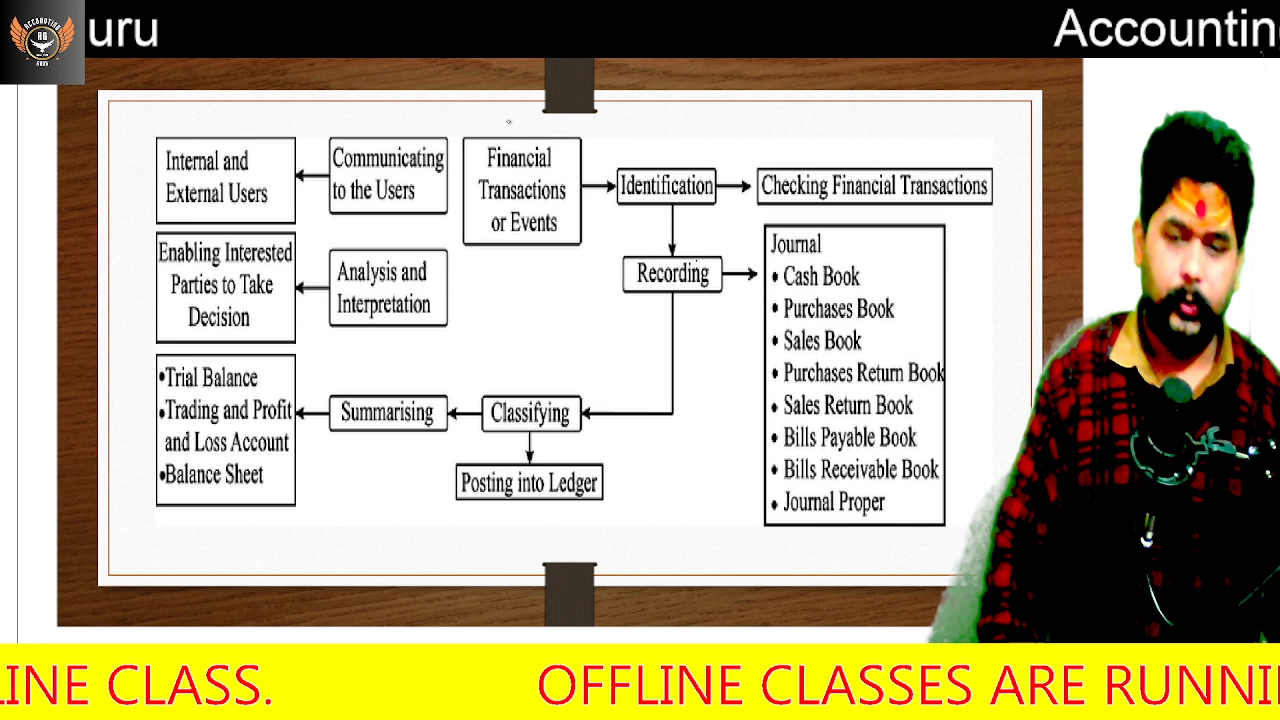 uru
Accountin
ACCOUNTING
AG
GURU
Internal and
External Users
Communicating
to the Users
Financial
Transactions
or Events
Identification
Checking Financial Transactions
Enabling Interested
Parties to Take
Decision
Analysis and
Interpretation
Recording
Journal
• Cash Book
• Purchases Book
• Sales Book
• Purchases Return Book
• Sales Return Book
• Bills Payable Book
• Bills Receivable Book
• Journal Proper
•Trial Balance
•Trading and Profit
and Loss Account
•Balance Sheet
Summarising
Classifying
Posting into Ledger
LINE CLASS.
OFFLINE CLASSES ARE RUNNI